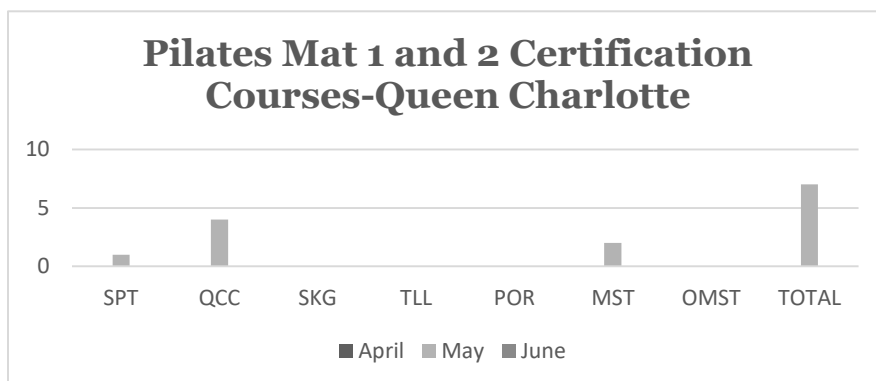 Pilates Mat 1 and 2 Certification
Courses-Queen Charlotte
10
5
0
SPT QCC SKG TLL POR MST OMST TOTAL
April May June